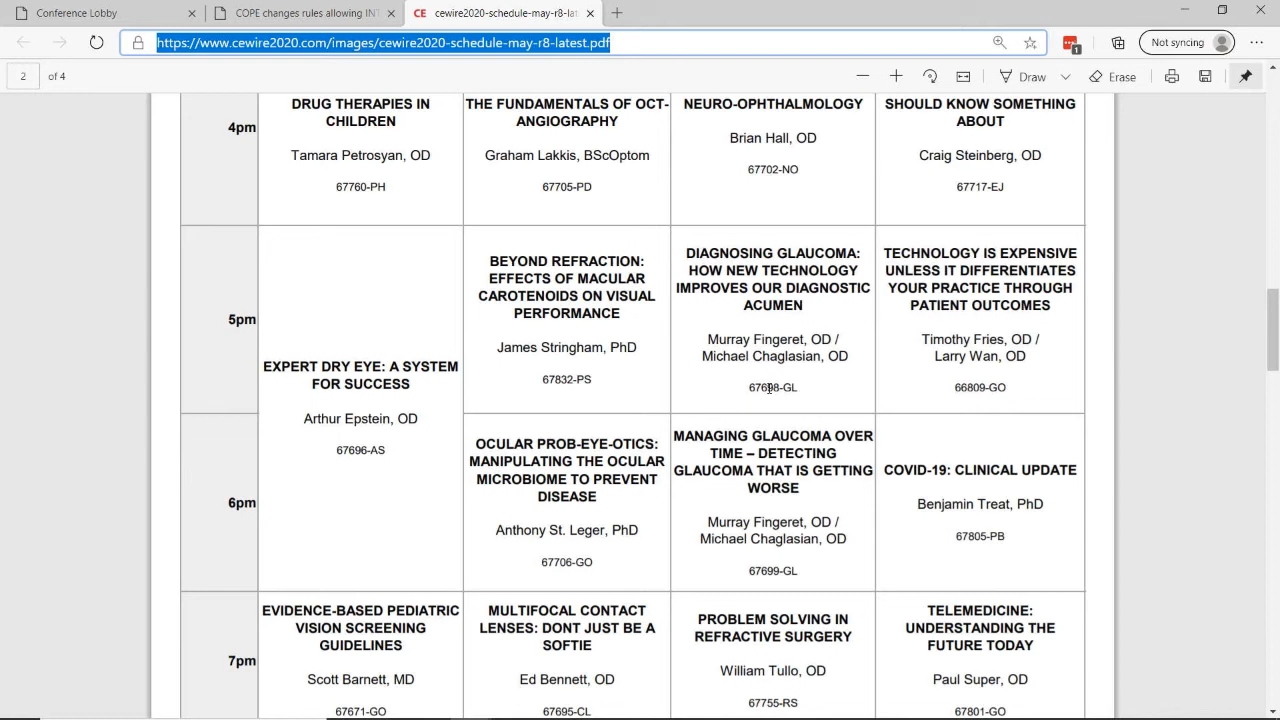 Conference Lobby
COPE changes rules allowing INT
CE cewire2020-schedule-may-r8-lat
https://www.cewire2020.com/images/cewire2020-schedule-may-r8-latest.pdf
1
Not syncing
2 of 4
Draw
Erase
4pm
DRUG THERAPIES IN
CHILDREN
Tamara Petrosyan, OD
67760-PH
THE FUNDAMENTALS OF OCT-
ANGIOGRAPHY
Graham Lakkis, BScOptom
67705-PD
NEURO-OPHTHALMOLOGY
Brian Hall, OD
67702-NO
SHOULD KNOW SOMETHING
ABOUT
Craig Steinberg, OD
67717-EJ
5pm
EXPERT DRY EYE: A SYSTEM
FOR SUCCESS
Arthur Epstein, OD
67696-AS
BEYOND REFRACTION:
EFFECTS OF MACULAR
CAROTENOIDS ON VISUAL
PERFORMANCE
James Stringham, PhD
67832-PS
DIAGNOSING GLAUCOMA:
HOW NEW TECHNOLOGY
IMPROVES OUR DIAGNOSTIC
ACUMEN
Murray Fingeret, OD /
Michael Chaglasian, OD
67698-GL
TECHNOLOGY IS EXPENSIVE
UNLESS IT DIFFERENTIATES
YOUR PRACTICE THROUGH
PATIENT OUTCOMES
Timothy Fries, OD /
Larry Wan, OD
66809-GO
6pm
OCULAR PROB-EYE-OTICS:
MANIPULATING THE OCULAR
MICROBIOME TO PREVENT
DISEASE
Anthony St. Leger, PhD
67706-GO
MANAGING GLAUCOMA OVER
TIME – DETECTING
GLAUCOMA THAT IS GETTING
WORSE
Murray Fingeret, OD /
Michael Chaglasian, OD
67699-GL
COVID-19: CLINICAL UPDATE
Benjamin Treat, PhD
67805-PB
7pm
EVIDENCE-BASED PEDIATRIC
VISION SCREENING
GUIDELINES
Scott Barnett, MD
67671-GO
MULTIFOCAL CONTACT
LENSES: DONT JUST BE A
SOFTIE
Ed Bennett, OD
67695-CL
PROBLEM SOLVING IN
REFRACTIVE SURGERY
William Tullo, OD
67755-RS
TELEMEDICINE:
UNDERSTANDING THE
FUTURE TODAY
Paul Super, OD
67801-GO